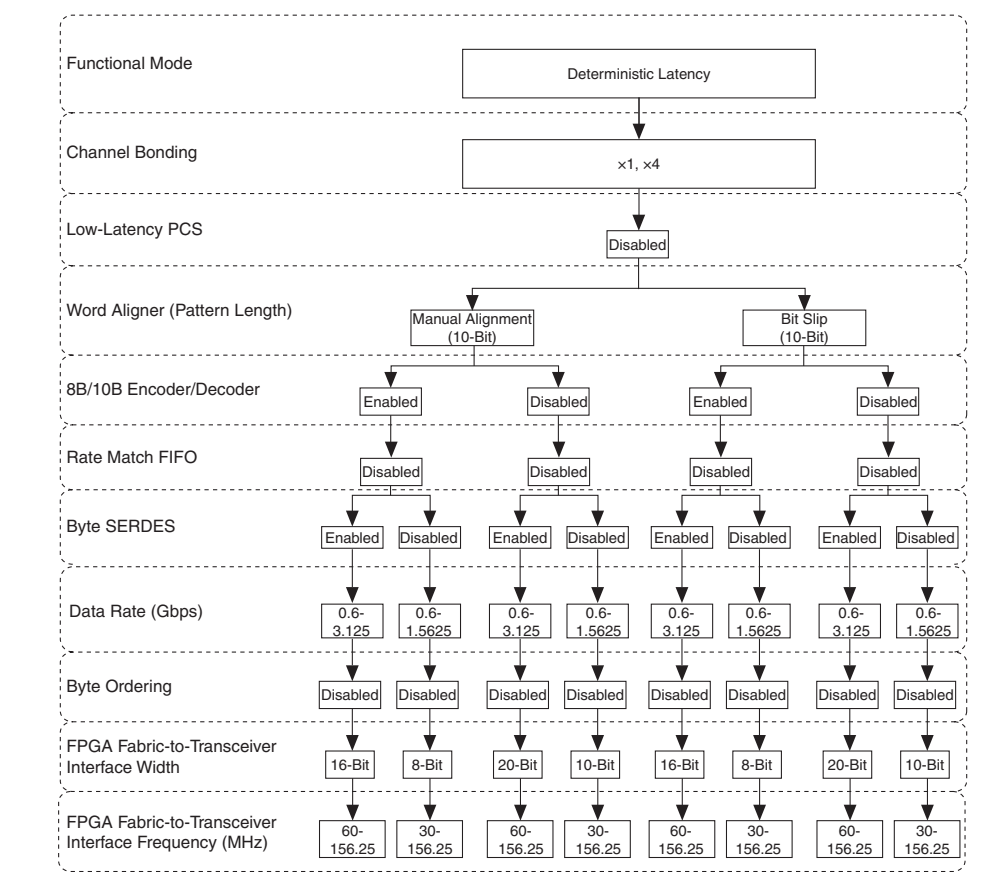 Functional Mode
Deterministic Latency
Channel Bonding
×1, ×4
Low-Latency PCS
Disabled
Word Aligner (Pattern Length)
Manual Alignment
(10-Bit)
Bit Slip
(10-Bit)
8B/10B Encoder/Decoder
Enabled Disabled Enabled Disabled
Rate Match FIFO
Disabled Disabled Disabled Disabled
Byte SERDES
Enabled Disabled Enabled Disabled Enabled Disabled Enabled Disabled
Data Rate (Gbps)
0.6- 0.6- 0.6- 0.6- 0.6- 0.6- 0.6- 0.6-
3.125 1.5625 3.125 1.5625 3.125 1.5625 3.125 1.5625
Byte Ordering
Disabled Disabled Disabled Disabled Disabled Disabled Disabled Disabled
FPGA Fabric-to-Transceiver
Interface Width
16-Bit 8-Bit 20-Bit 10-Bit 16-Bit 8-Bit 20-Bit 10-Bit
FPGA Fabric-to-Transceiver
Interface Frequency (MHz)
60- 30- 60- 30- 60- 30- 60- 30-
156.25 156.25 156.25 156.25 156.25 156.25 156.25 156.25